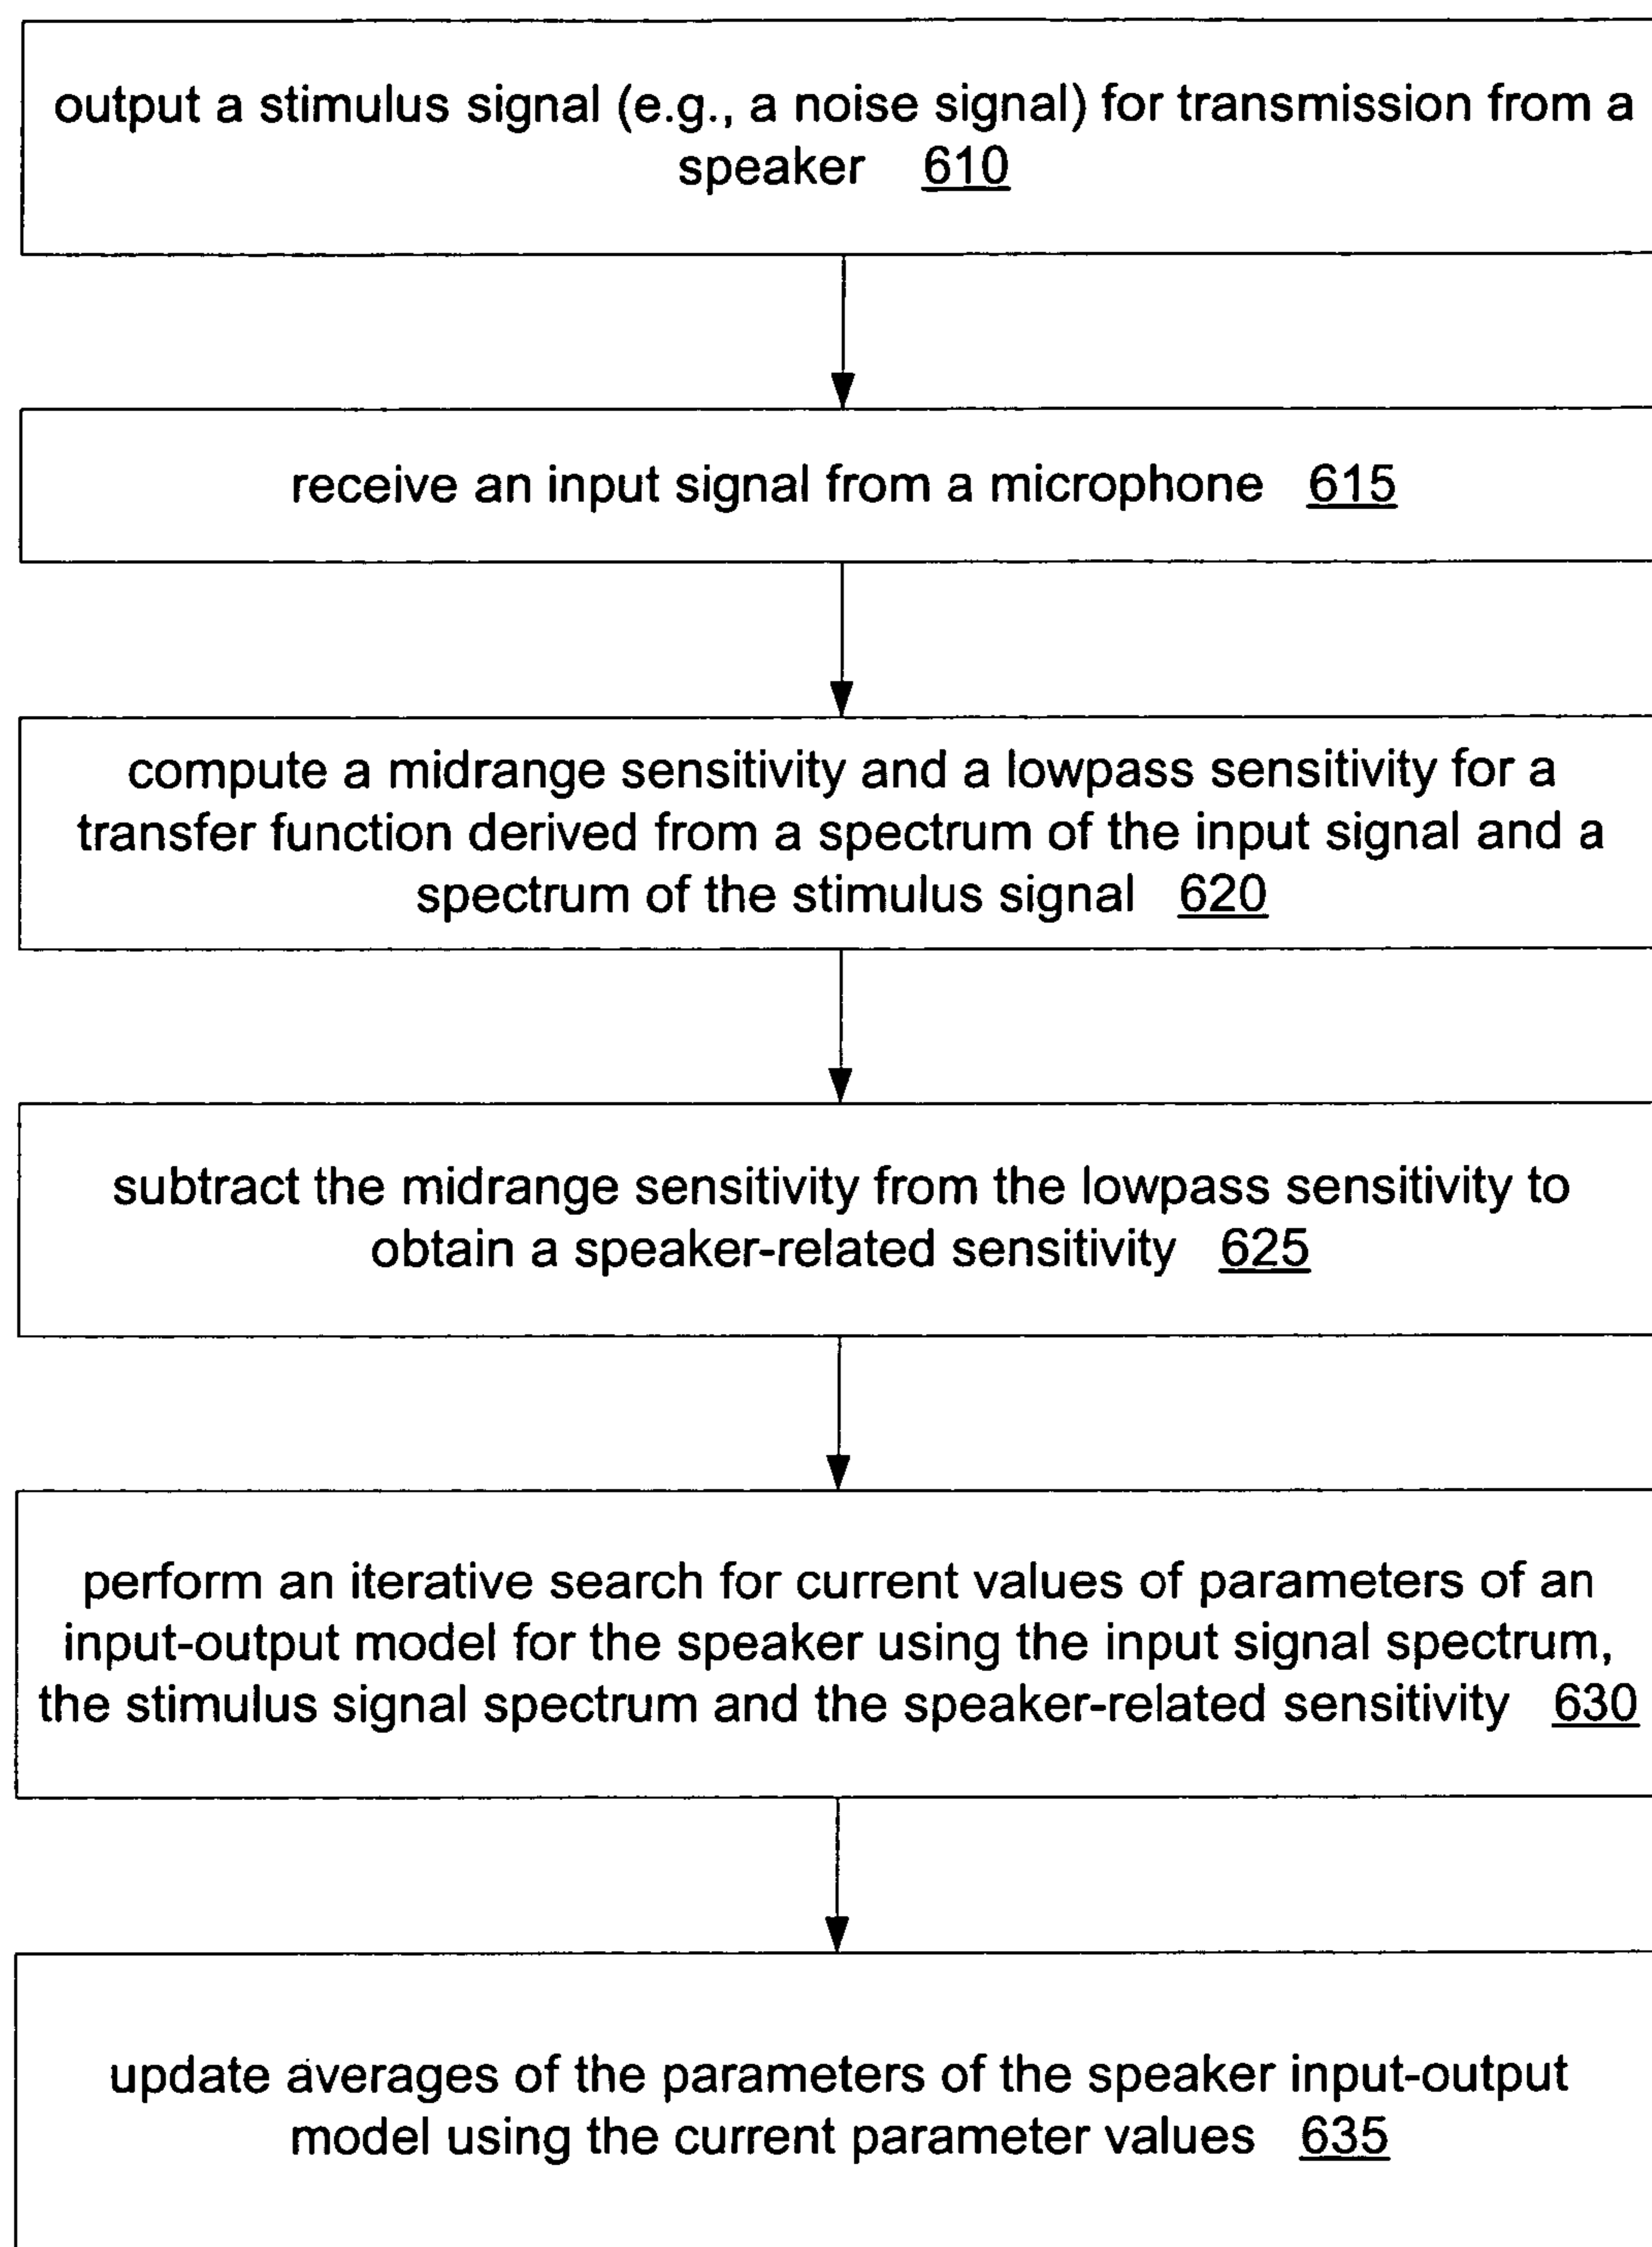 output a stimulus signal (e.g., a noise signal) for transmission from a
speaker 610
receive an input signal from a microphone 615
compute a midrange sensitivity and a lowpass sensitivity for a
transfer function derived from a spectrum of the input signal and a
spectrum of the stimulus signal 620
subtract the midrange sensitivity from the lowpass sensitivity to
obtain a speaker-related sensitivity 625
perform an iterative search for current values of parameters of an
input-output model for the speaker using the input signal spectrum,
the stimulus signal spectrum and the speaker-related sensitivity 630
update averages of the parameters of the speaker input-output
model using the current parameter values 635